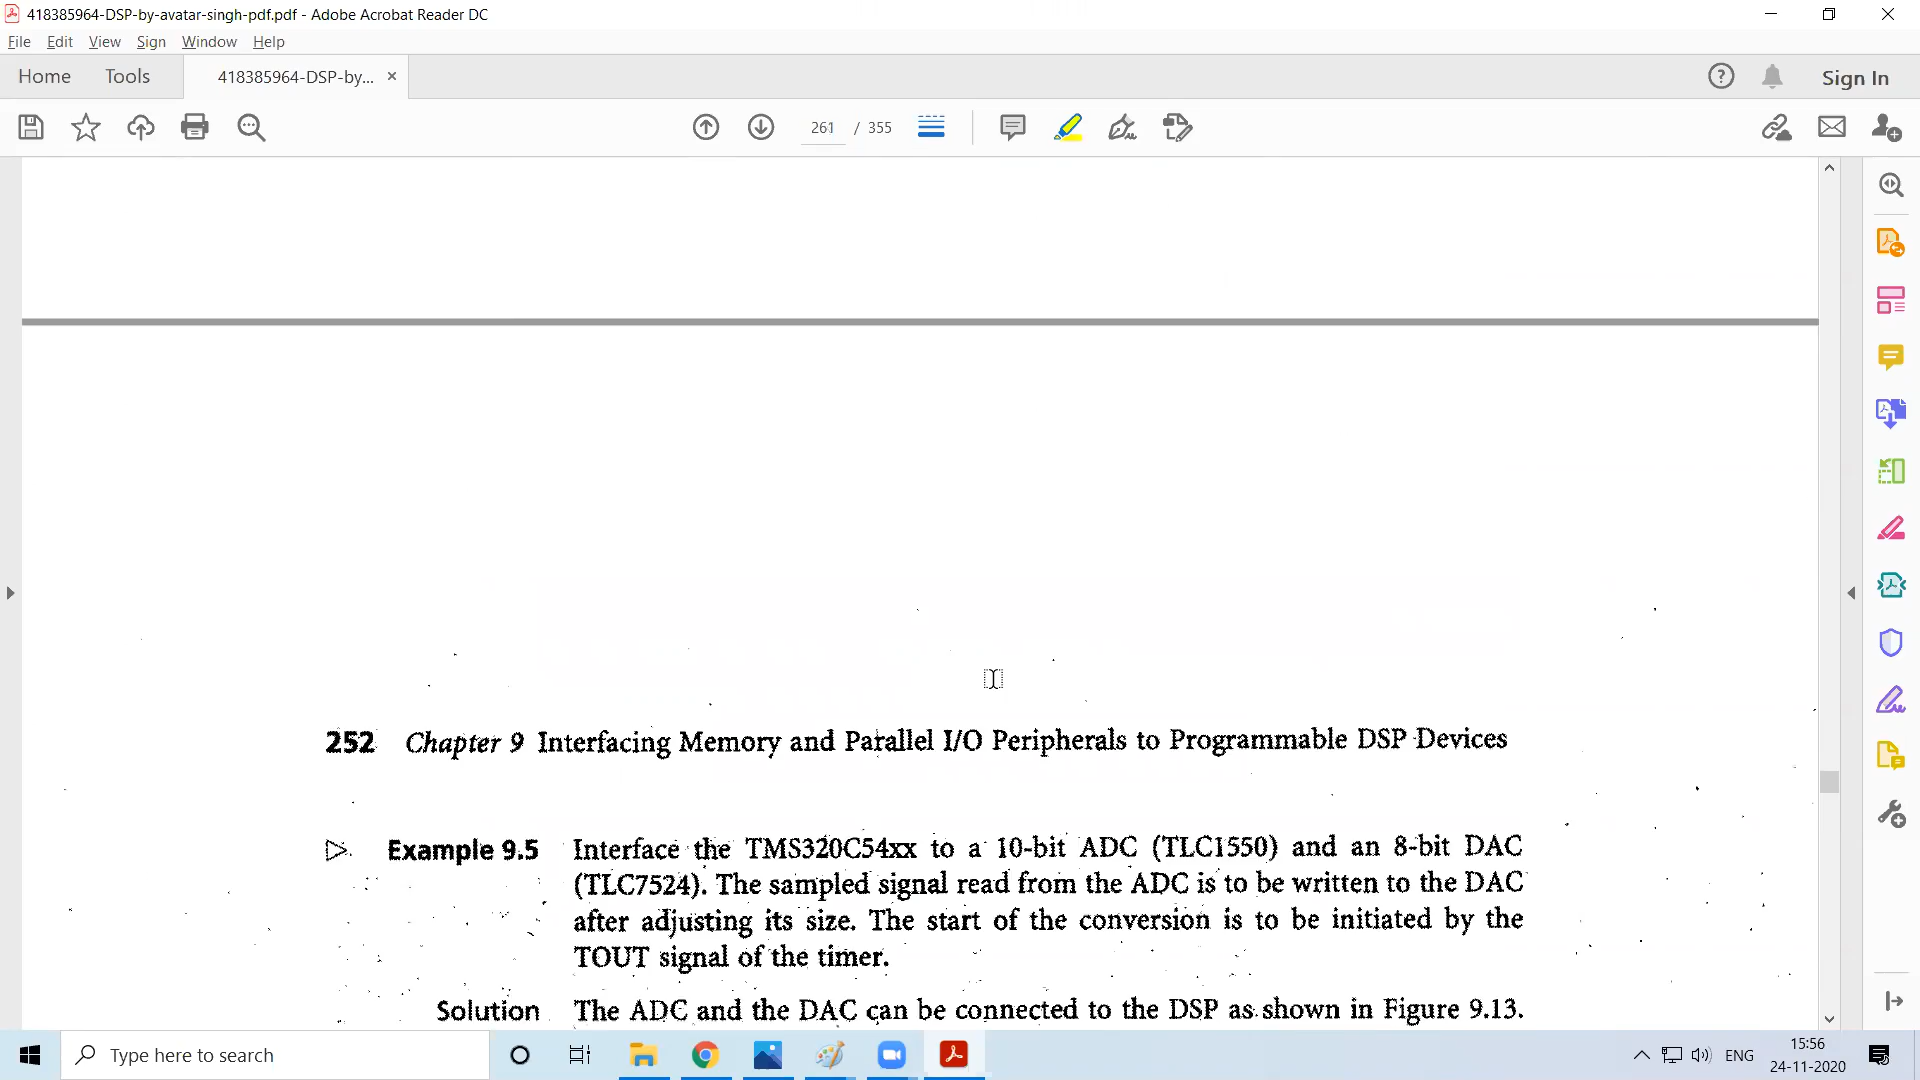 418385964-DSP-by-avatar-singh-pdf.pdf - Adobe Acrobat Reader DC
File Edit View Sign Window Help
Home Tools 418385964-DSP-by... × Sign In
261 / 355
252 Chapter 9 Interfacing Memory and Parallel I/O Peripherals to Programmable DSP Devices
Example 9.5 Interface the TMS320C54xx to a 10-bit ADC (TLC1550) and an 8-bit DAC
(TLC7524). The sampled signal read from the ADC is to be written to the DAC
after adjusting its size. The start of the conversion is to be initiated by the
TOUT signal of the timer.
Solution The ADC and the DAC can be connected to the DSP as shown in Figure 9.13.
Type here to search
ENG
15:56
24-11-2020